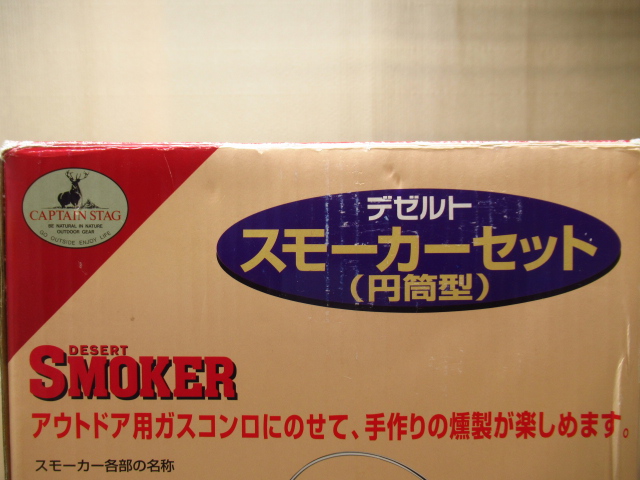 CAPTAIN STAG
BE NATURAL IN NATURE
OUTDOOR GEAR
GO OUTSIDE ENJOY LIFE
デゼルト
スモーカーセット
(円筒型)
DESERT
SMOKER
アウトドア用ガスコンロにのせて、手作りの燻製が楽しめます。
スモーカー各部の名称